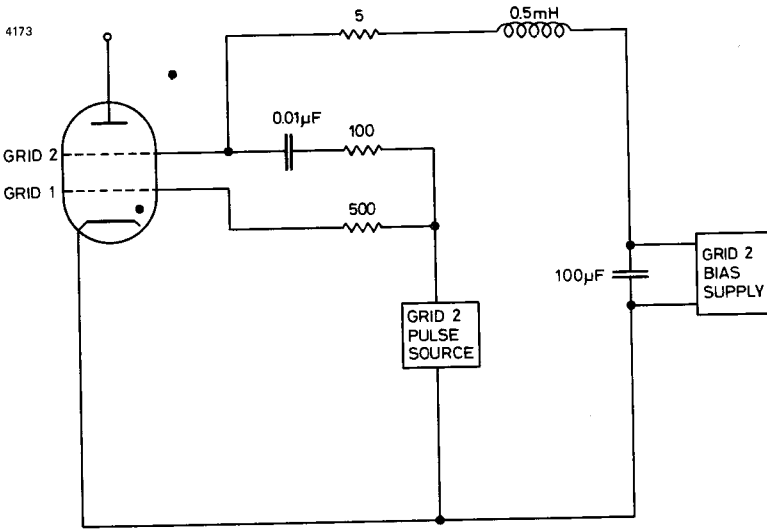 4173
5
0.5mH
0.01µF
100
GRID 2
GRID 1
500
100µF
GRID 2
BIAS
SUPPLY
GRID 2
PULSE
SOURCE